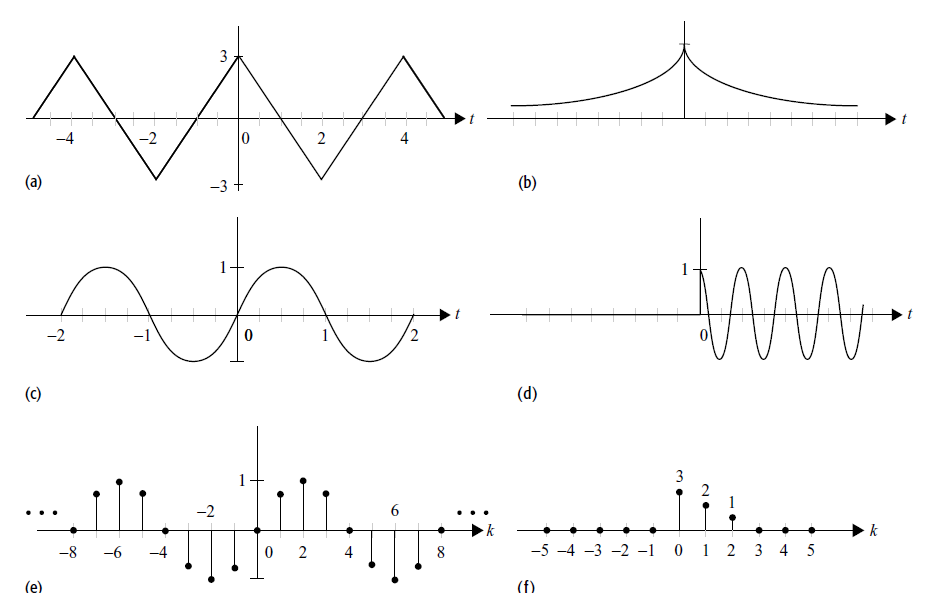 3
t
t
−4 −2 0 2 4
(a) −3 (b)
1 t 1 t
−2 −1 0 1 2 0
(c) (d)
3
1 2
−2 6 1
• • • • • •
k k
−8 −6 −4 0 2 4 8 −5 −4 −3 −2 −1 0 1 2 3 4 5
(e) (f)